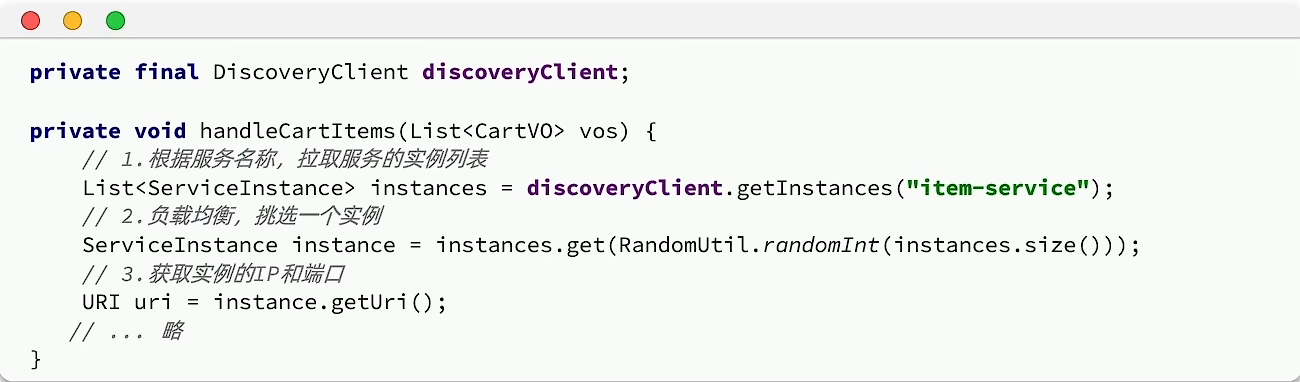 private final DiscoveryClient discoveryClient;
private void handleCartItems(List<CartVO> vos) {
// 1.根据服务名称，拉取服务的实例列表
List<ServiceInstance> instances = discoveryClient.getInstances("item-service");
// 2.负载均衡，挑选一个实例
ServiceInstance instance = instances.get(RandomUtil.randomInt(instances.size()));
// 3.获取实例的IP和端口
URI uri = instance.getUri();
// ... 略
}